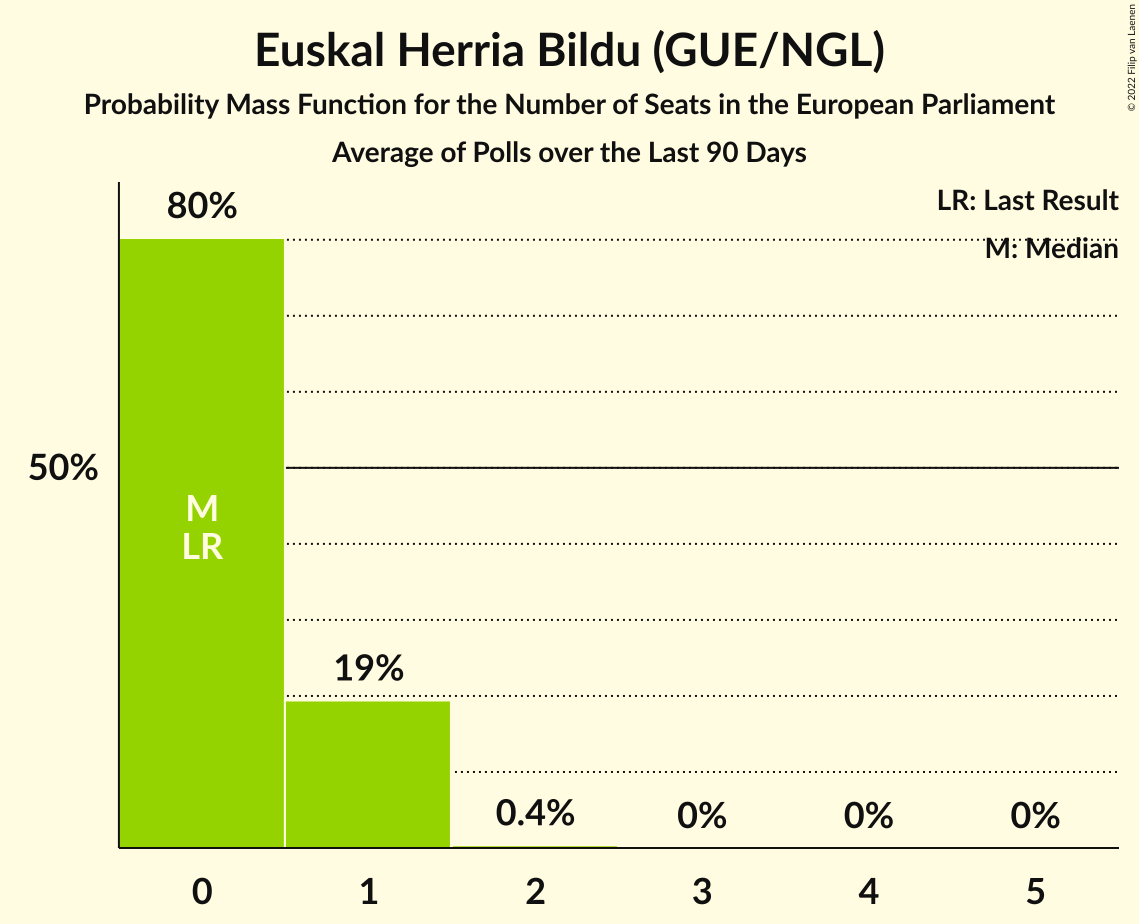 Euskal Herria Bildu (GUE/NGL)
Probability Mass Function for the Number of Seats in the European Parliament
Average of Polls over the Last 90 Days
© 2022 Filip van Laenen
LR: Last Result
M: Median
80%
50%
M
LR
19%
0.4%
0%
0%
0%
0
1
2
3
4
5